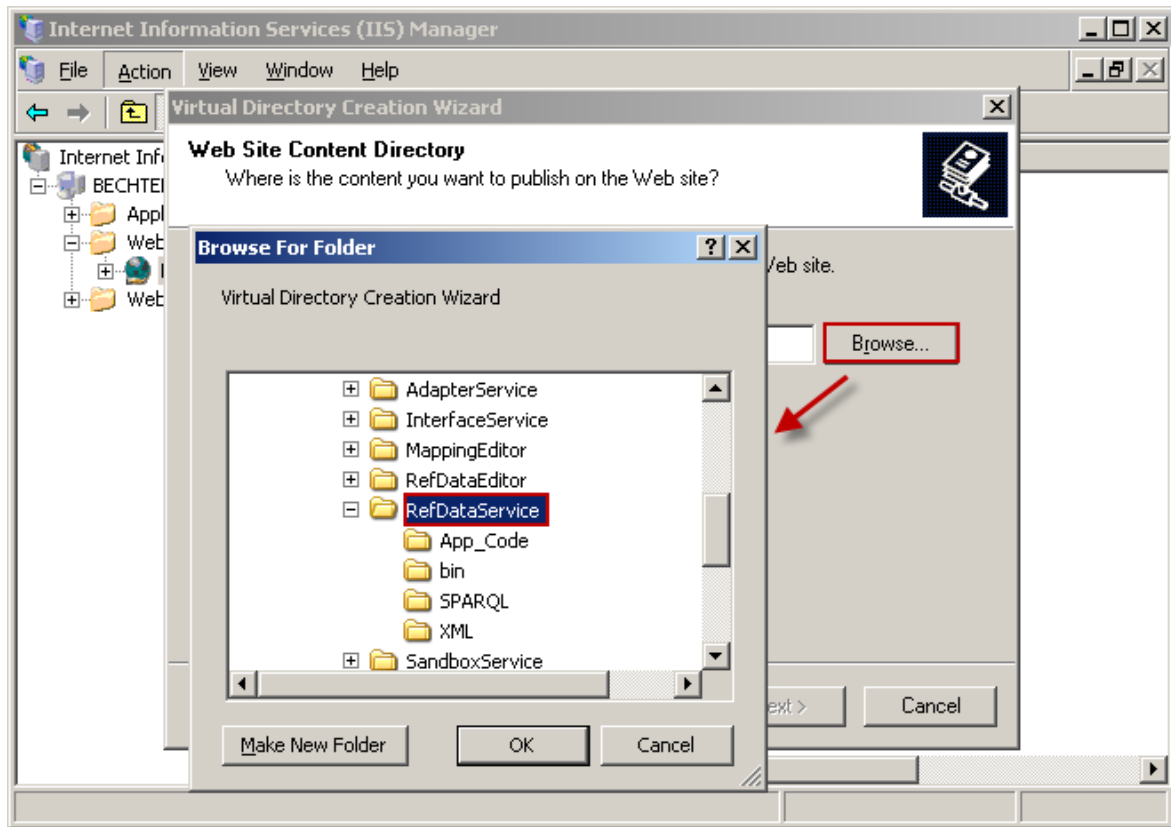 Internet Information Services (IIS) Manager
File Action View Window Help
Virtual Directory Creation Wizard
Web Site Content Directory
Where is the content you want to publish on the Web site?
Internet Inf
BECHTE
Appl
Web
I
Web
Browse For Folder
Virtual Directory Creation Wizard
Web site.
Browse...
AdapterService
InterfaceService
MappingEditor
RefDataEditor
RefDataService
App_Code
bin
SPARQL
XML
SandboxService
ext >
Cancel
Make New Folder
OK
Cancel